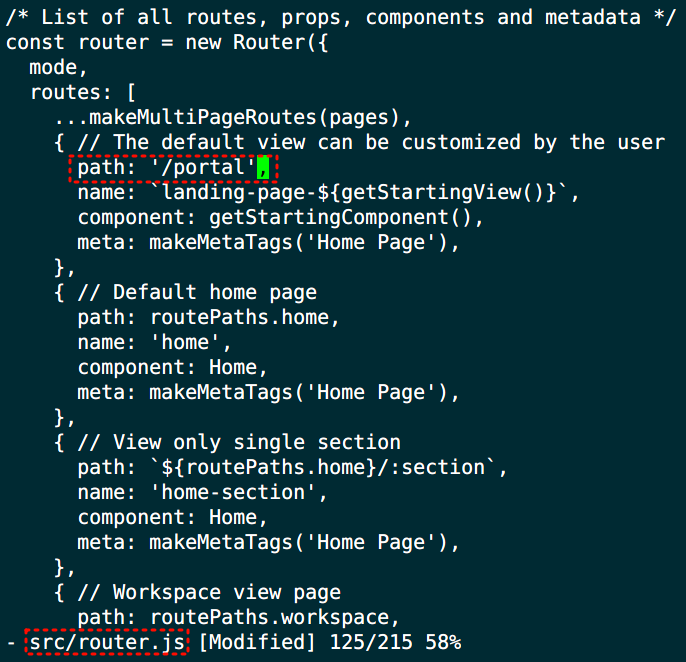 /* List of all routes, props, components and metadata */
const router = new Router({
  mode,
  routes: [
    ...makeMultiPageRoutes(pages),
    { // The default view can be customized by the user
      path: '/portal',
      name: `landing-page-${getStartingView()}`,
      component: getStartingComponent(),
      meta: makeMetaTags('Home Page'),
    },
    { // Default home page
      path: routePaths.home,
      name: 'home',
      component: Home,
      meta: makeMetaTags('Home Page'),
    },
    { // View only single section
      path: `${routePaths.home}/:section`,
      name: 'home-section',
      component: Home,
      meta: makeMetaTags('Home Page'),
    },
    { // Workspace view page
      path: routePaths.workspace,
- src/router.js [Modified] 125/215 58%